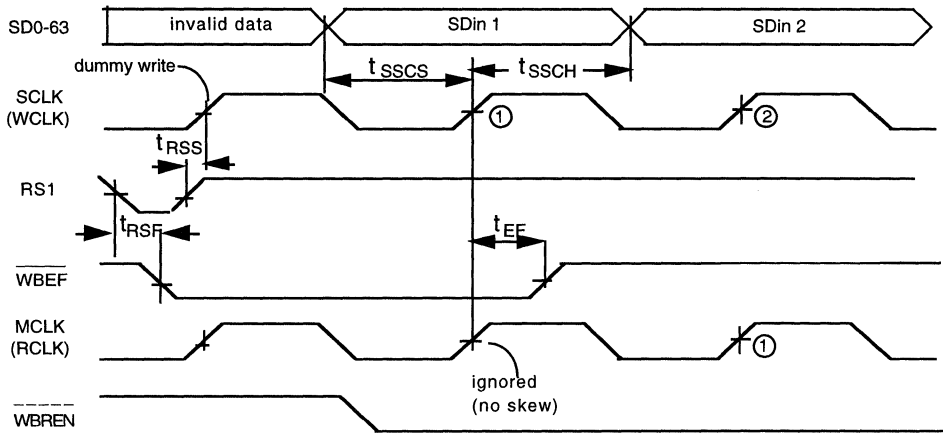 SD0-63
invalid data
SDin 1
SDin 2
dummy write
t SSCS
t SSCH
SCLK
(WCLK)
1
2
t RSS
RS1
t RSF
t EF
WBEF
MCLK
(RCLK)
1
ignored
(no skew)
WBREN